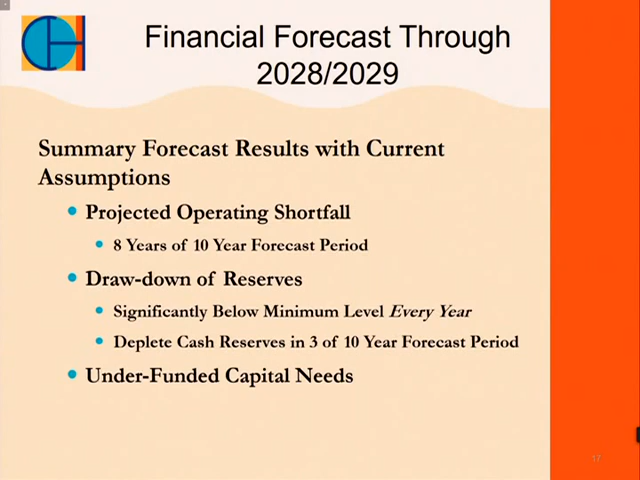 Financial Forecast Through
2028/2029
Summary Forecast Results with Current
Assumptions
• Projected Operating Shortfall
• 8 Years of 10 Year Forecast Period
• Draw-down of Reserves
• Significantly Below Minimum Level Every Year
• Deplete Cash Reserves in 3 of 10 Year Forecast Period
• Under-Funded Capital Needs
17